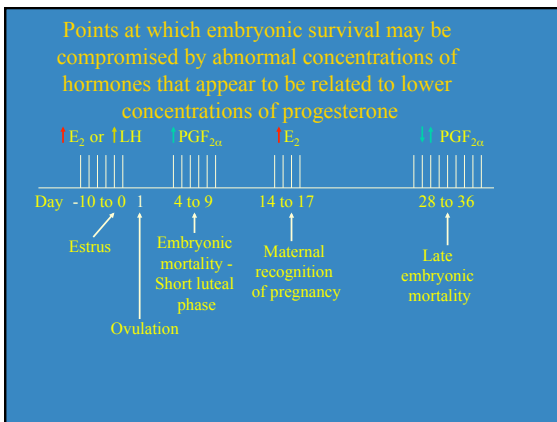 Points at which embryonic survival may be
compromised by abnormal concentrations of
hormones that appear to be related to lower
concentrations of progesterone
↑E₂ or ↑LH ↑PGF₂α ↑E₂ ↓↑ PGF₂α
Day -10 to 0 1 4 to 9 14 to 17 28 to 36
Estrus
Ovulation
Embryonic
mortality -
Short luteal
phase
Maternal
recognition
of pregnancy
Late
embryonic
mortality